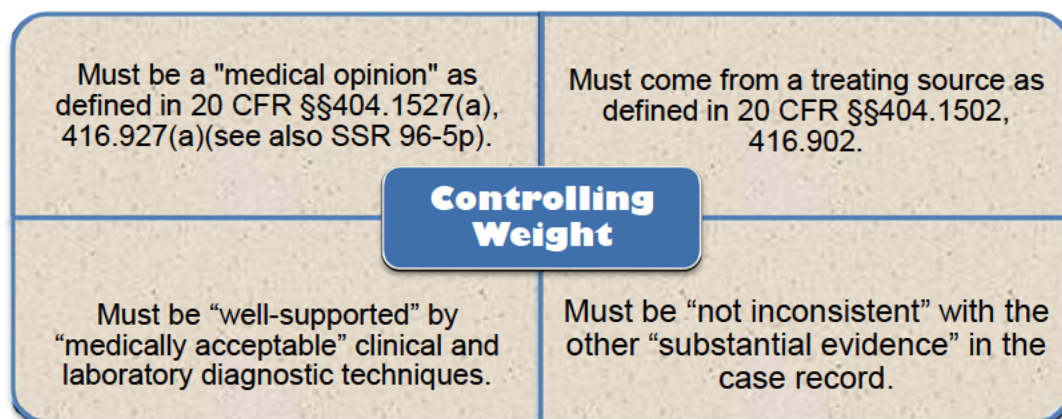 Must be a "medical opinion" as
defined in 20 CFR §§404.1527(a),
416.927(a)(see also SSR 96-5p).
Must come from a treating source as
defined in 20 CFR §§404.1502,
416.902.
Controlling
Weight
Must be “well-supported” by
“medically acceptable” clinical and
laboratory diagnostic techniques.
Must be “not inconsistent” with the
other “substantial evidence” in the
case record.